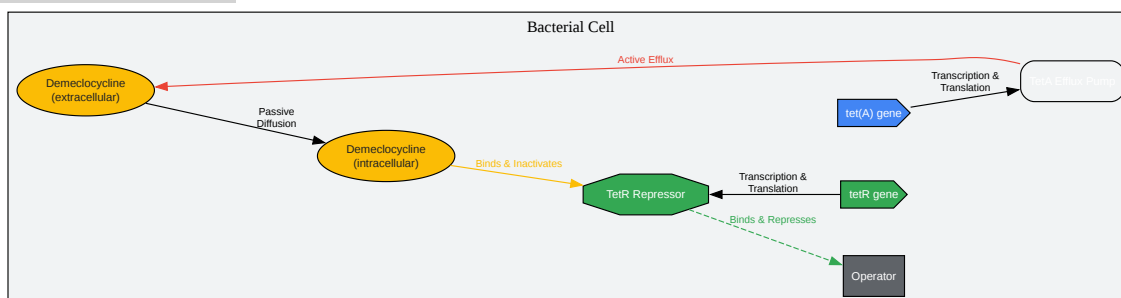 Bacterial Cell
Active Efflux
Demeclocycline
(extracellular)
Transcription &
Translation
TetA Efflux Pump
tet(A) gene
Passive
Diffusion
Demeclocycline
(intracellular)
Binds & Inactivates
TetR Repressor
Transcription &
Translation
tetR gene
Binds & Represses
Operator